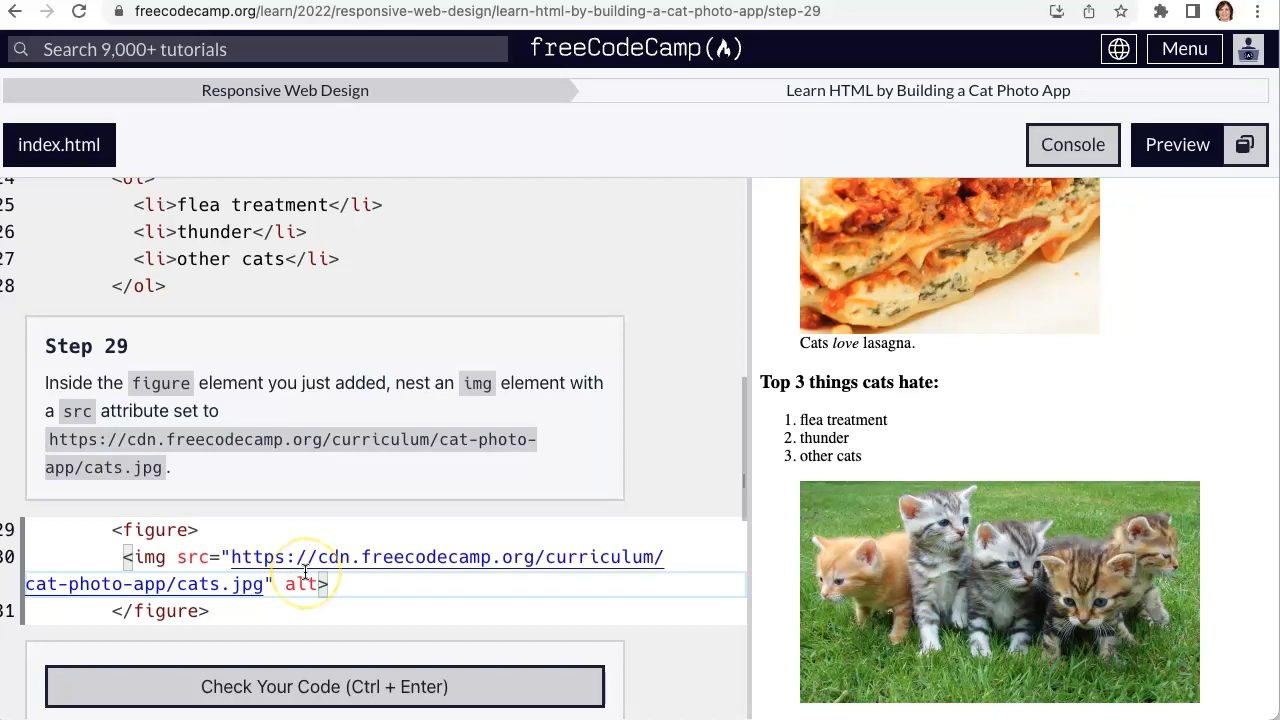 freecodecamp.org/learn/2022/responsive-web-design/learn-html-by-building-a-cat-photo-app/step-29
Search 9,000+ tutorials
freeCodeCamp
Menu
Responsive Web Design
Learn HTML by Building a Cat Photo App
index.html
Console
Preview
24 <ol>
25 <li>flea treatment</li>
26 <li>thunder</li>
27 <li>other cats</li>
28 </ol>
Step 29
Inside the figure element you just added, nest an img element with
a src attribute set to
https://cdn.freecodecamp.org/curriculum/cat-photo-
app/cats.jpg.
29 <figure>
30 <img src="https://cdn.freecodecamp.org/curriculum/
cat-photo-app/cats.jpg" alt>
31 </figure>
Check Your Code (Ctrl + Enter)
Cats love lasagna.
Top 3 things cats hate:
1. flea treatment
2. thunder
3. other cats